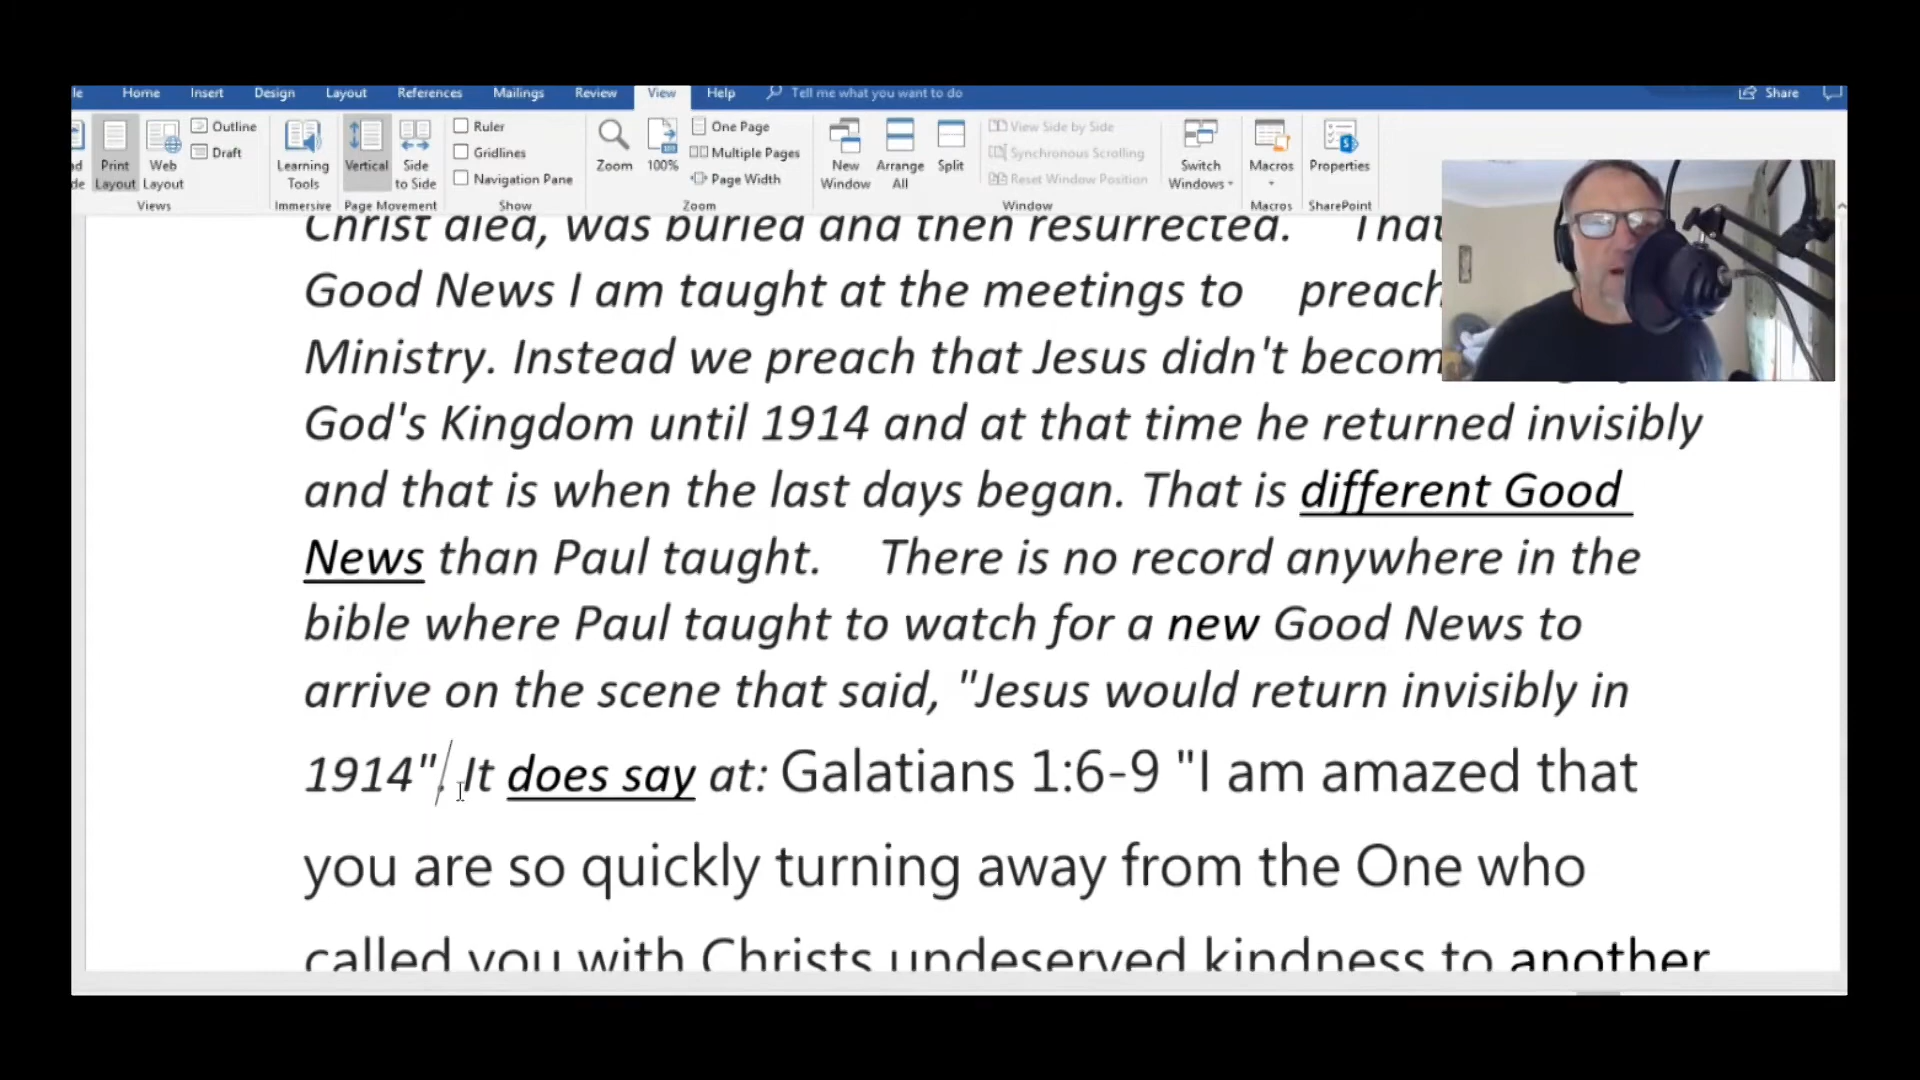 le Home Insert Design Layout References Mailings Review View Help Tell me what you want to do Share
Outline
Draft
Print Layout
Web Layout
Learning Tools
Vertical
Side to Side
Ruler
Gridlines
Navigation Pane
Zoom
100%
One Page
Multiple Pages
Page Width
New Window
Arrange All
Split
View Side by Side
Synchronous Scrolling
Reset Window Position
Switch Windows
Macros
Properties
Views Immersive Page Movement Show Zoom Window Macros SharePoint
Christ died, was buried and then resurrected. That
Good News I am taught at the meetings to preach
Ministry. Instead we preach that Jesus didn't becom
God's Kingdom until 1914 and at that time he returned invisibly
and that is when the last days began. That is different Good
News than Paul taught. There is no record anywhere in the
bible where Paul taught to watch for a new Good News to
arrive on the scene that said, "Jesus would return invisibly in
1914". It does say at: Galatians 1:6-9 "I am amazed that
you are so quickly turning away from the One who
called you with Christs undeserved kindness to another